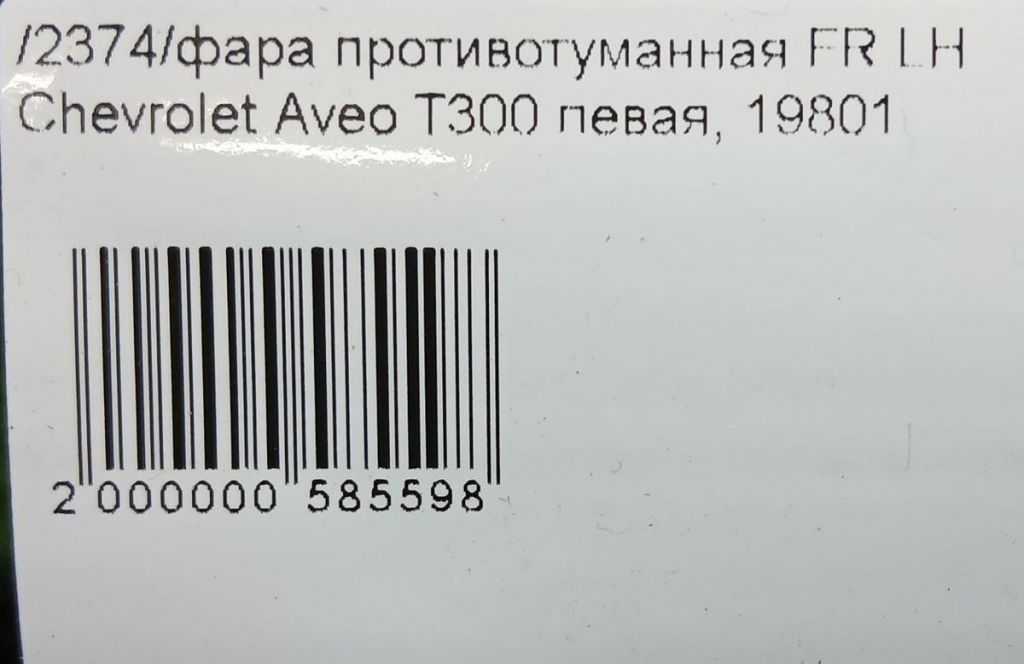 /2374/фара противотуманная FR LH
Chevrolet Aveo T300 левая, 19801
2 000000 585598